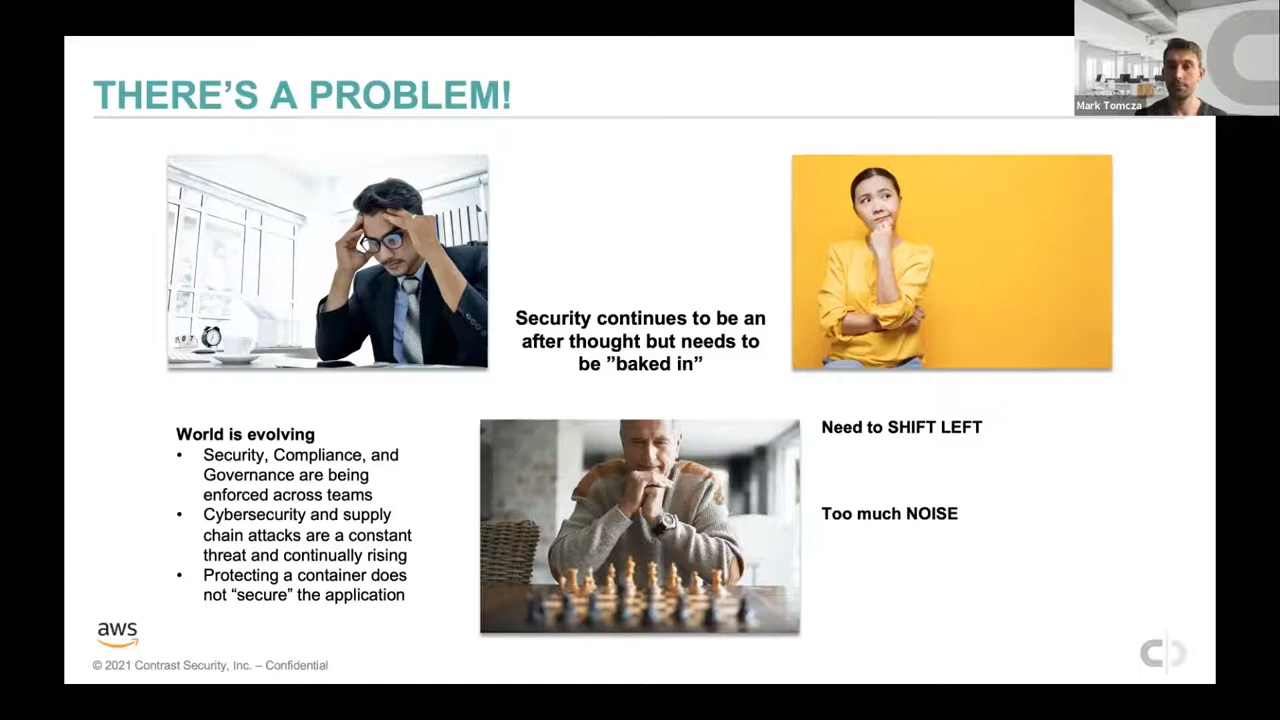 THERE'S A PROBLEM!
Mark Tomcza
Security continues to be an
after thought but needs to
be ”baked in”
World is evolving
• Security, Compliance, and
Governance are being
enforced across teams
• Cybersecurity and supply
chain attacks are a constant
threat and continually rising
• Protecting a container does
not “secure” the application
Need to SHIFT LEFT
Too much NOISE
aws
© 2021 Contrast Security, Inc. – Confidential